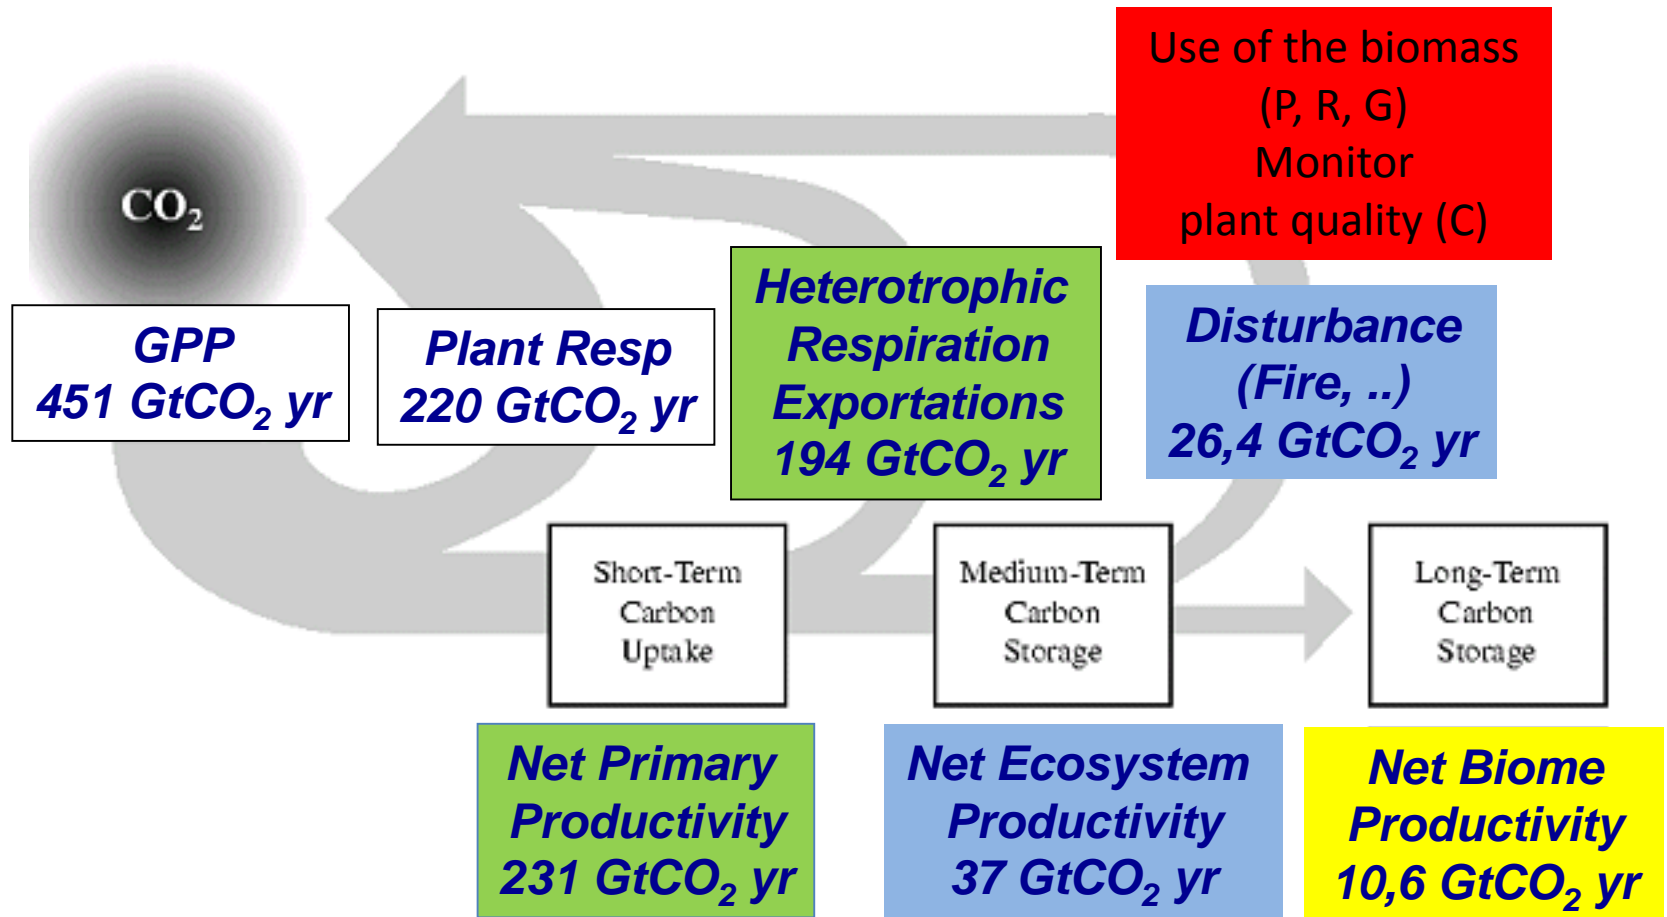 Use of the biomass
(P, R, G)
Monitor
plant quality (C)
CO₂
GPP
451 GtCO₂ yr
Plant Resp
220 GtCO₂ yr
Heterotrophic
Respiration
Exportations
194 GtCO₂ yr
Disturbance
(Fire, ..)
26,4 GtCO₂ yr
Short-Term
Carbon
Uptake
Medium-Term
Carbon
Storage
Long-Term
Carbon
Storage
Net Primary
Productivity
231 GtCO₂ yr
Net Ecosystem
Productivity
37 GtCO₂ yr
Net Biome
Productivity
10,6 GtCO₂ yr